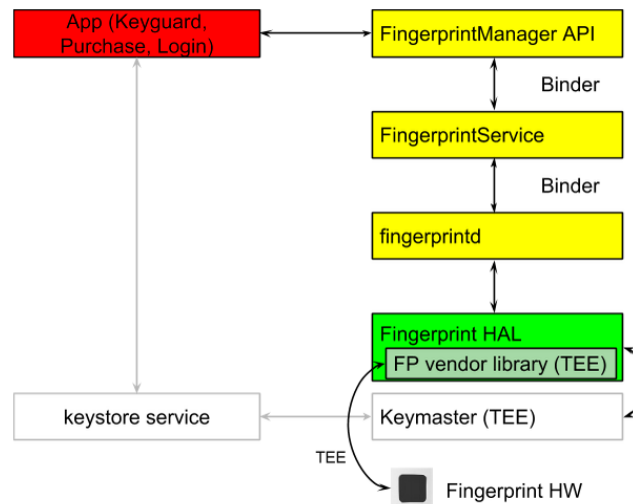 App (Keyguard,
Purchase, Login)
FingerprintManager API
Binder
FingerprintService
Binder
fingerprintd
Fingerprint HAL
FP vendor library (TEE)
keystore service
Keymaster (TEE)
TEE
Fingerprint HW